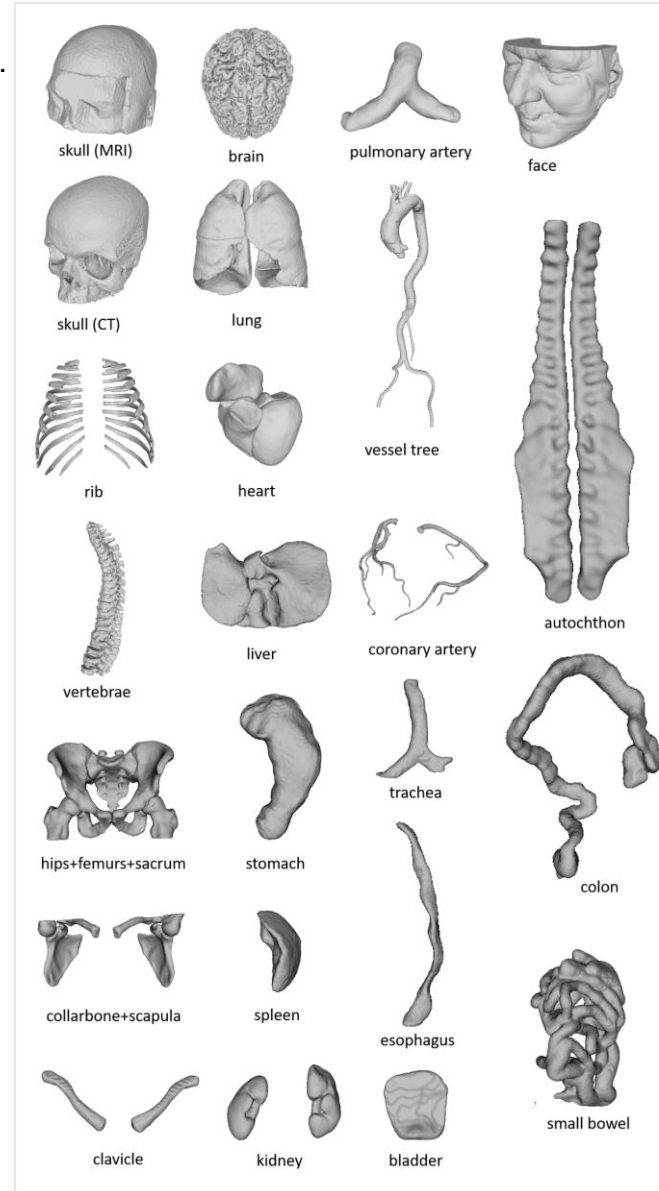 skull (MRI)
brain
pulmonary artery
face
skull (CT)
lung
vessel tree
rib
heart
autochthon
vertebrae
liver
coronary artery
trachea
hips+femurs+sacrum
stomach
colon
collarbone+scapula
spleen
esophagus
small bowel
clavicle
kidney
bladder